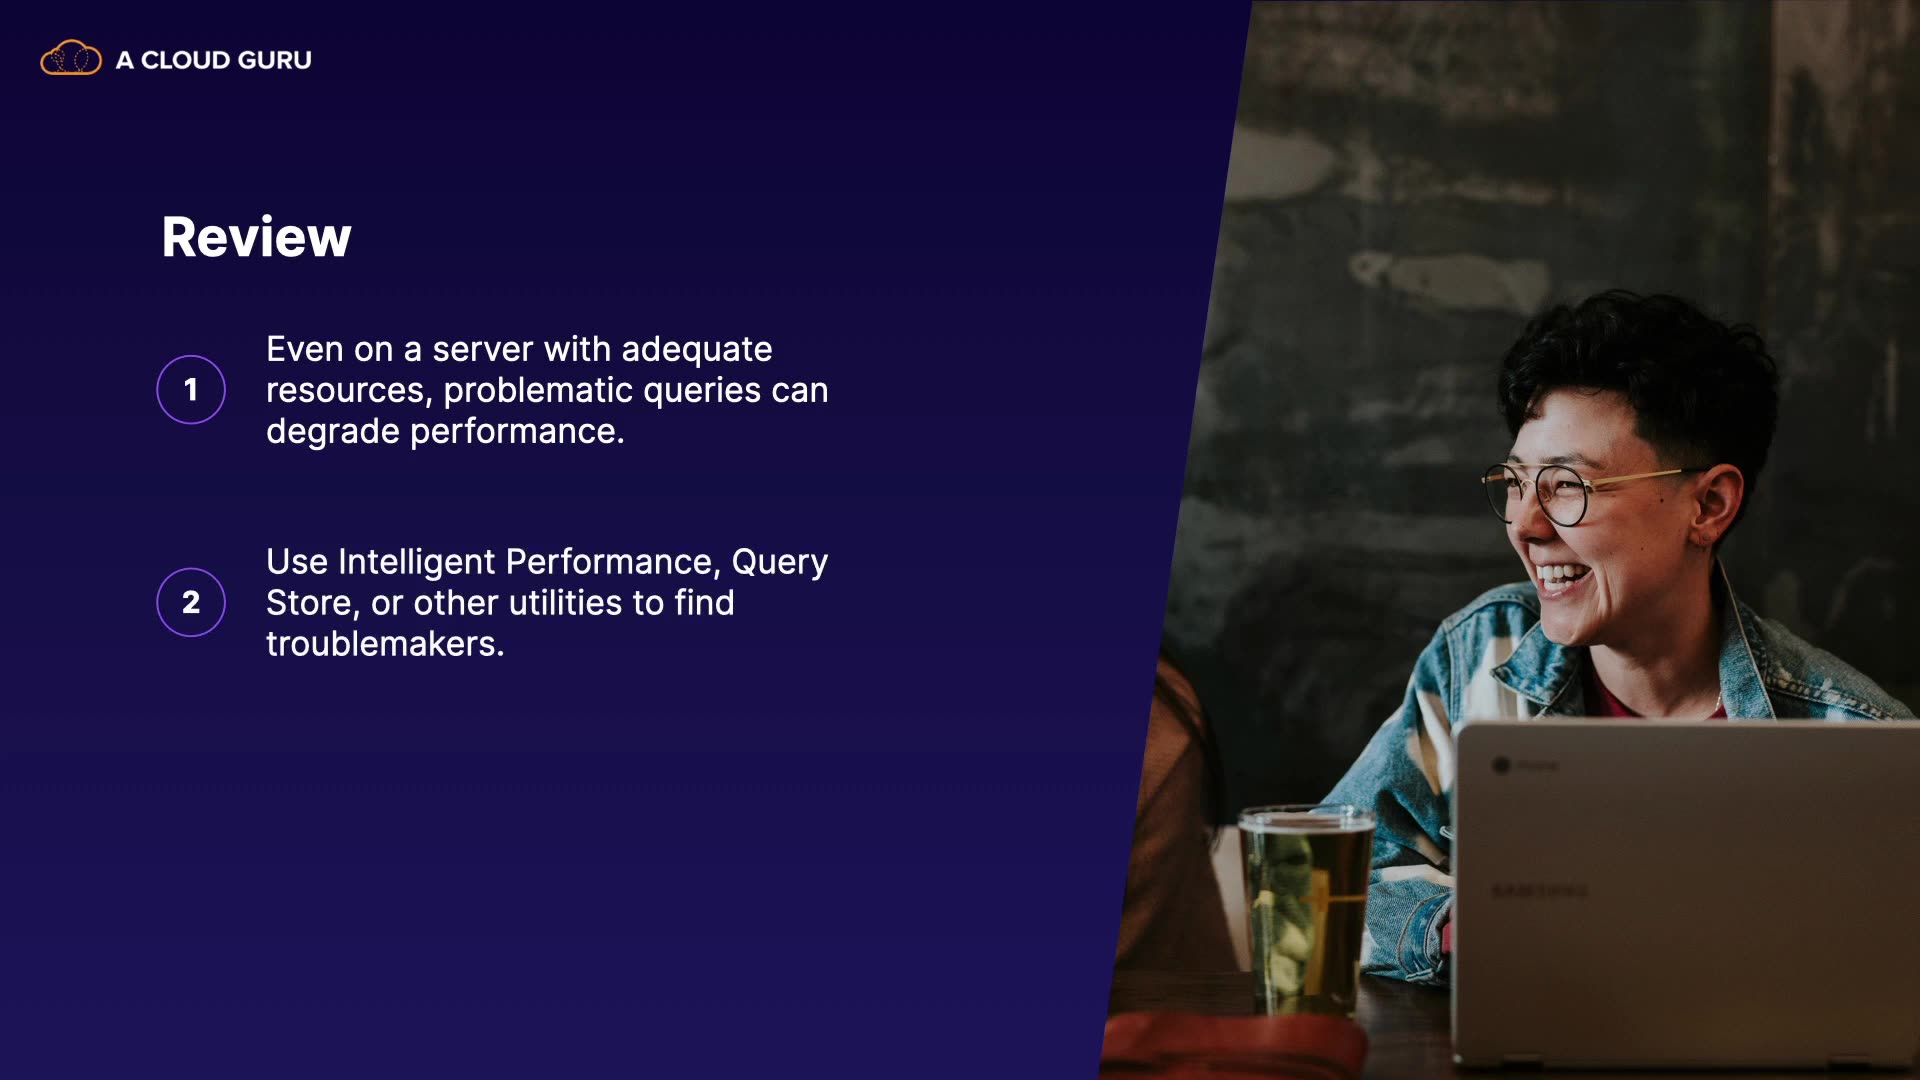 A CLOUD GURU
Review
1
Even on a server with adequate
resources, problematic queries can
degrade performance.
2
Use Intelligent Performance, Query
Store, or other utilities to find
troublemakers.
SAMSUNG